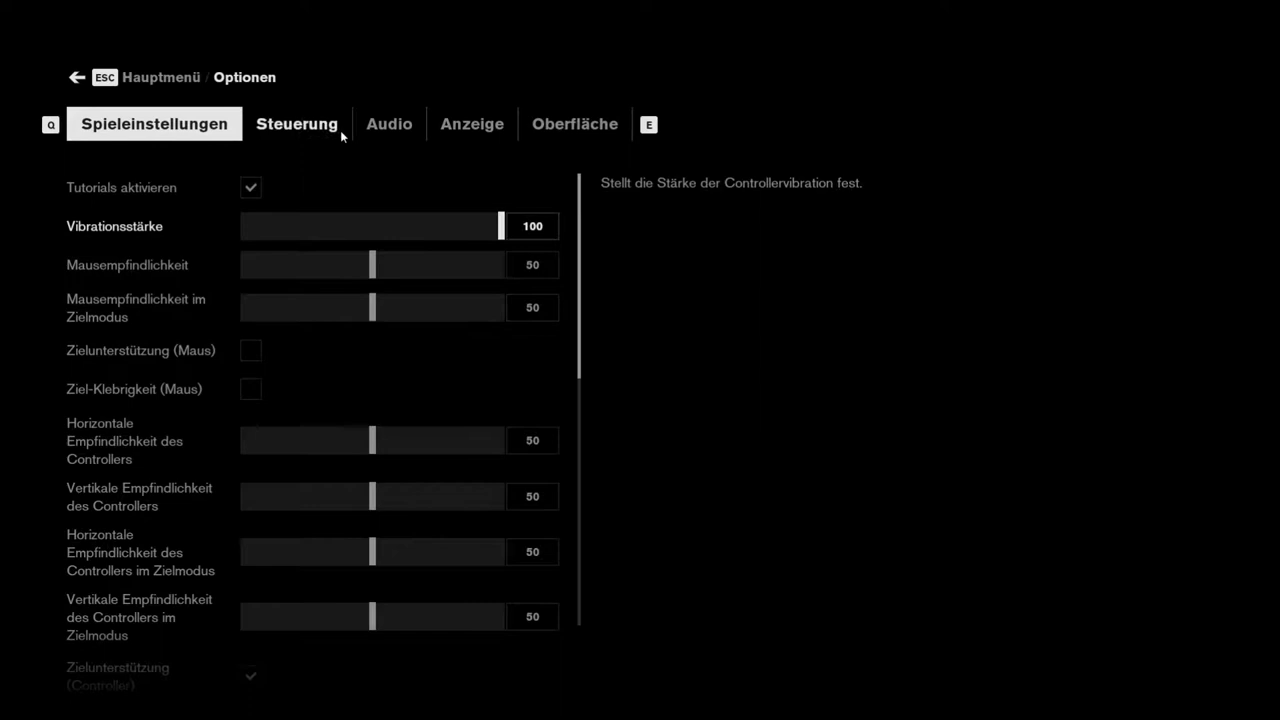 ESC Hauptmenü / Optionen
Q Spieleinstellungen Steuerung Audio Anzeige Oberfläche E
Tutorials aktivieren
Stellt die Stärke der Controllervibration fest.
Vibrationsstärke 100
Mausempfindlichkeit 50
Mausempfindlichkeit im
Zielmodus
50
Zielunterstützung (Maus)
Ziel-Klebrigkeit (Maus)
Horizontale
Empfindlichkeit des
Controllers
50
Vertikale Empfindlichkeit
des Controllers
50
Horizontale
Empfindlichkeit des
Controllers im Zielmodus
50
Vertikale Empfindlichkeit
des Controllers im
Zielmodus
50
Zielunterstützung
(Controller)